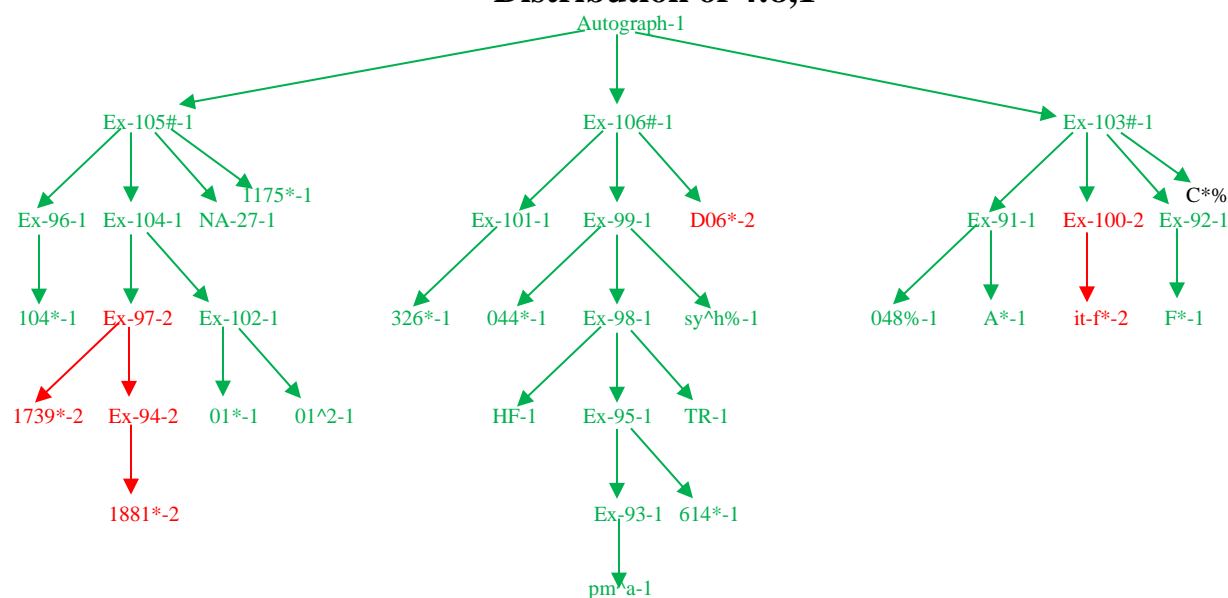 Distribution of
Autograph-1
Ex-105#-1 Ex-106#-1 Ex-103#-1
1175*-1 C*%
Ex-96-1 Ex-104-1 NA-27-1 Ex-101-1 Ex-99-1 D06*-2 Ex-91-1 Ex-100-2 Ex-92-1
104*-1 Ex-97-2 Ex-102-1 326*-1 044*-1 Ex-98-1 sy^h%-1 048%-1 A*-1 it-f*-2 F*-1
1739*-2 Ex-94-2 01*-1 01^2-1 HF-1 Ex-95-1 TR-1
1881*-2 Ex-93-1 614*-1
pm^a-1